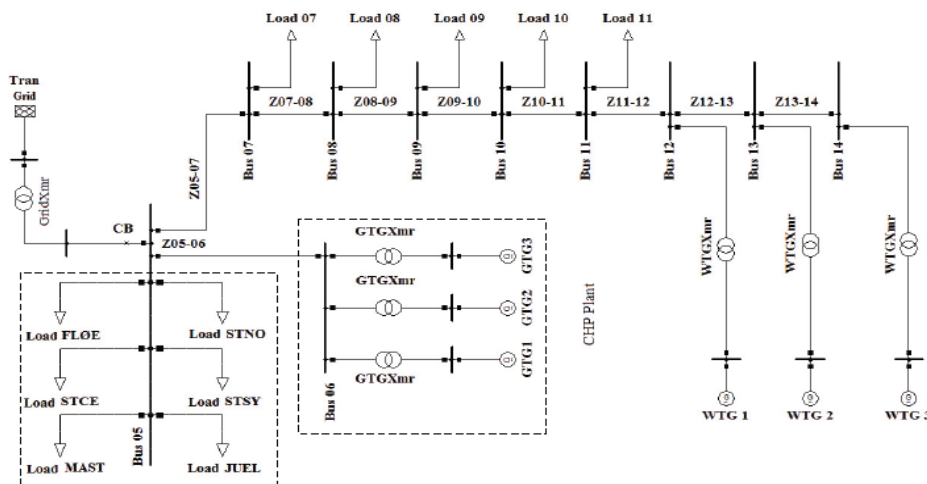 Load 07
Load 08
Load 09
Load 10
Load 11
Tran
Grid
Z07-08
Z08-09
Z09-10
Z10-11
Z11-12
Z12-13
Z13-14
Bus 07
Bus 08
Bus 09
Bus 10
Bus 11
Bus 12
Bus 13
Bus 14
Z05-07
GridXmr
CB
Z05-06
GTGXmr
GTG3
GTGXmr
GTG2
GTG1
GTGXmr
Bus 06
CHP Plant
WTGXmr
WTGXmr
WTGXmr
Load FLØE
Load STNO
Load STCE
Load STSY
Load MAST
Load JUEL
Bus 05
WTG 1
WTG 2
WTG 3